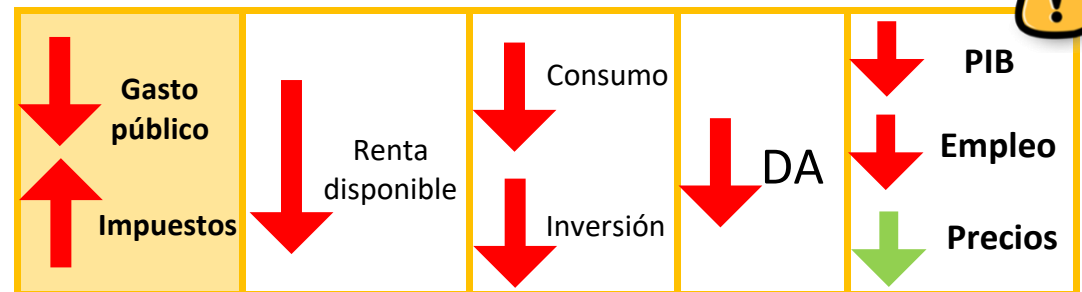 Gasto
público
Impuestos
Renta
disponible
Consumo
Inversión
DA
PIB
Empleo
Precios
!